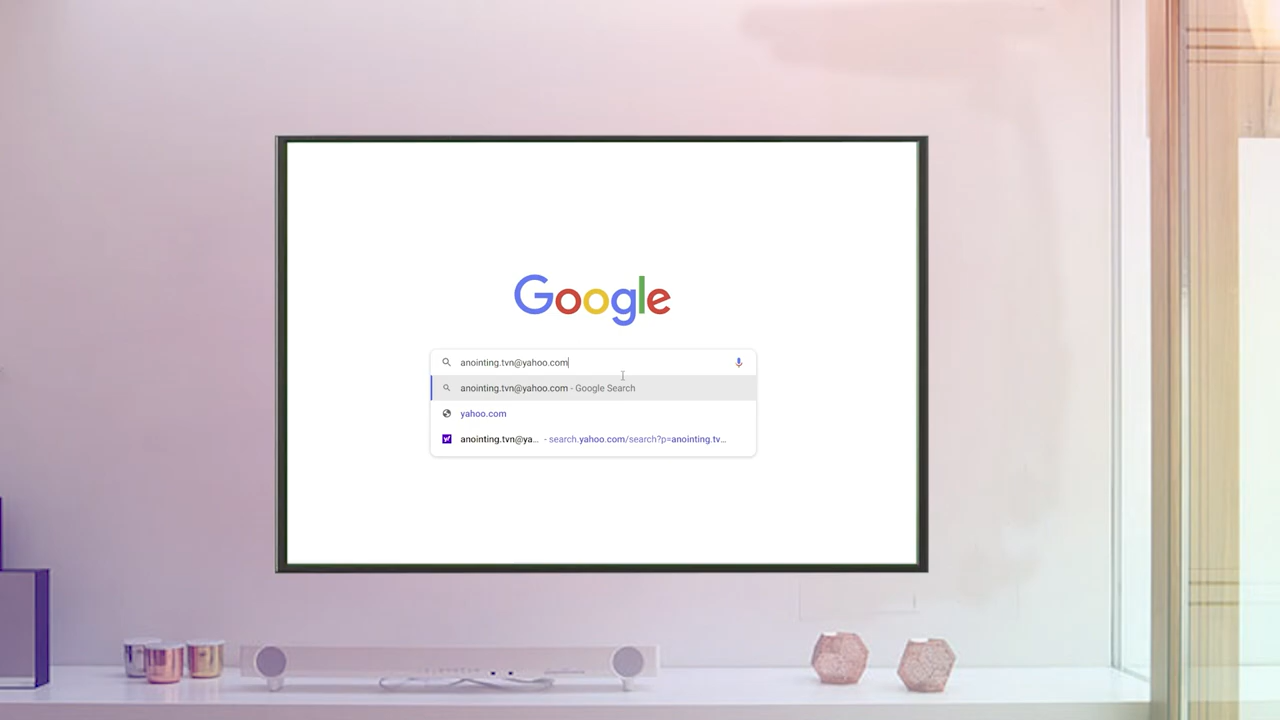 Google
anointing.tvn@yahoo.com
anointing.tvn@yahoo.com - Google Search
yahoo.com
anointing.tvn@ya... - search.yahoo.com/search?p=anointing.tv...